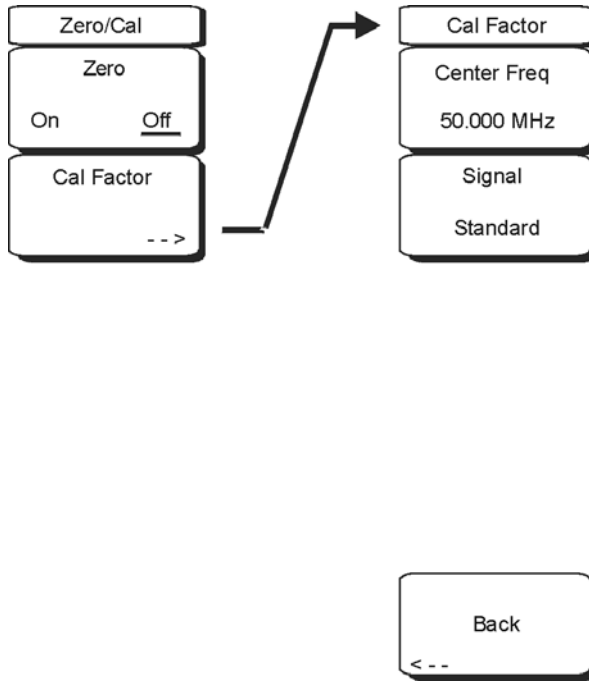 Zero/Cal
Zero
On Off
Cal Factor
-->
Cal Factor
Center Freq
50.000 MHz
Signal
Standard
Back
<--